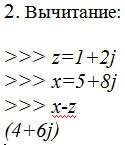 2. Вычитание:
>>> z=1+2j
>>> x=5+8j
>>> x-z
(4+6j)